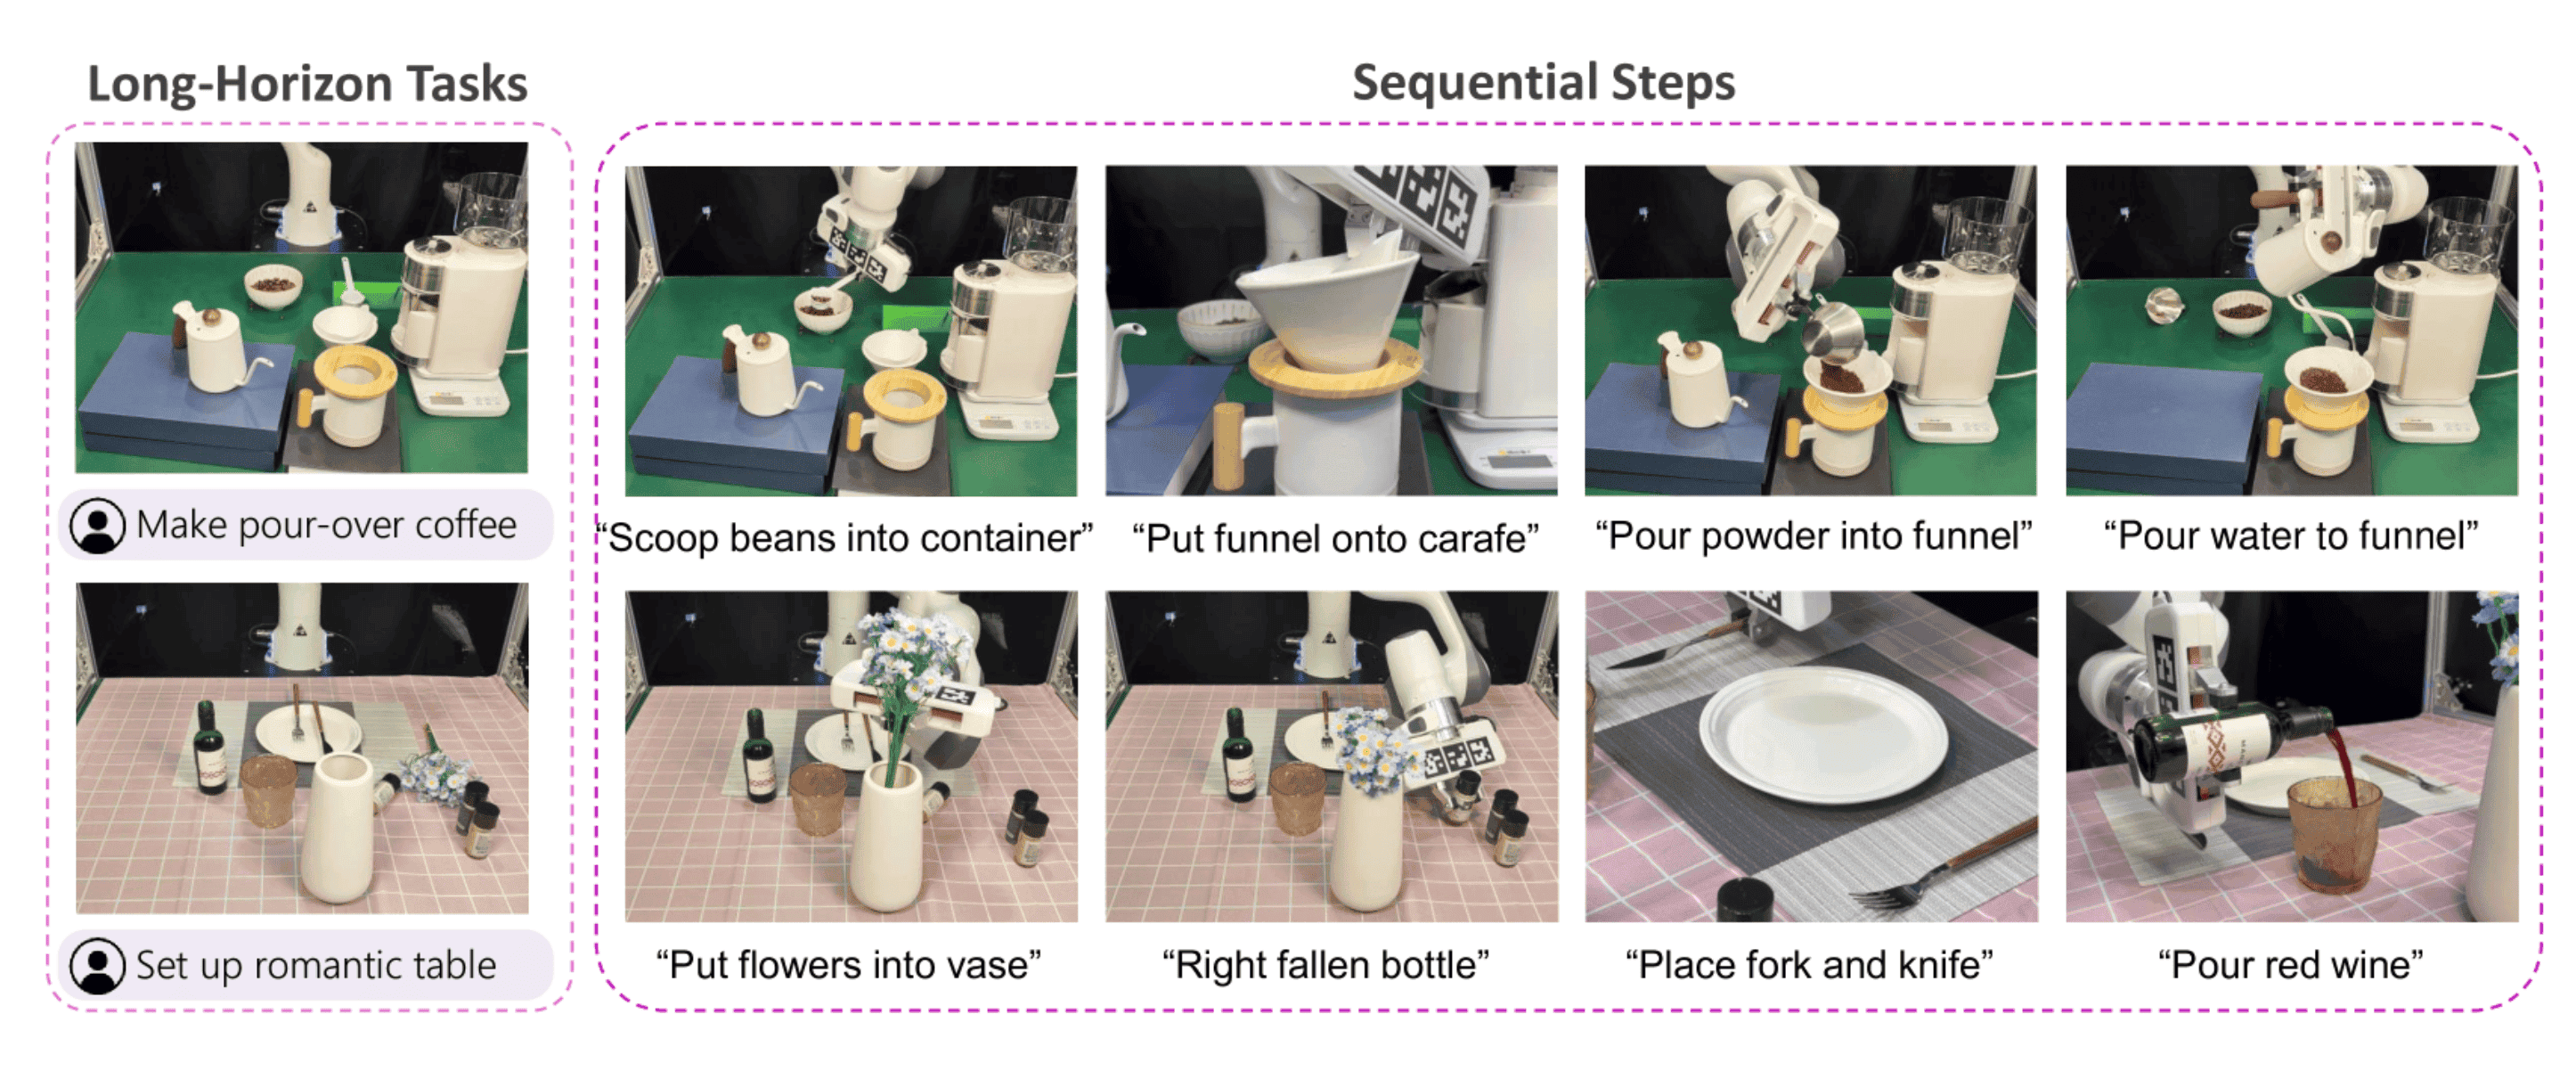 Long-Horizon Tasks
Sequential Steps
Make pour-over coffee
“Scoop beans into container”
“Put funnel onto carafe”
“Pour powder into funnel”
“Pour water to funnel”
Set up romantic table
“Put flowers into vase”
“Right fallen bottle”
“Place fork and knife”
“Pour red wine”